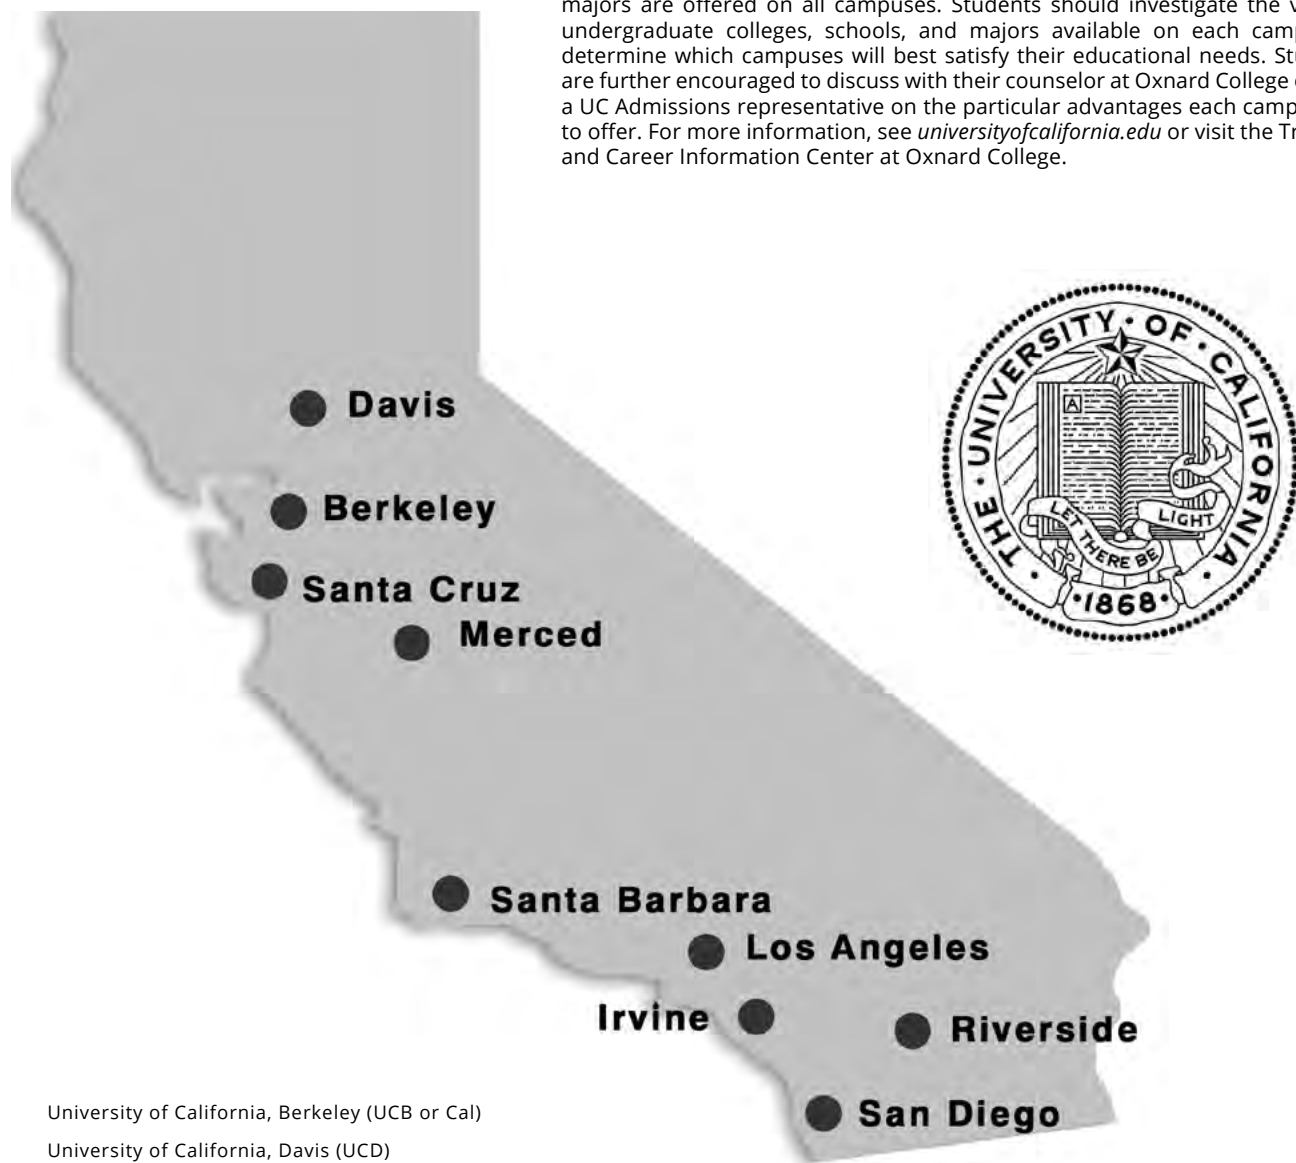 majors are offered on all campuses. Students should investigate the
undergraduate colleges, schools, and majors available on each
determine which campuses will best satisfy their educational needs.
are further encouraged to discuss with their counselor at Oxnard College
a UC Admissions representative on the particular advantages each
to offer. For more information, see universityofcalifornia.edu or visit the
and Career Information Center at Oxnard College.
THE · UNIVERSITY · OF · CALIFORNIA ·
A
LET THERE BE LIGHT
·1868·
Davis
Berkeley
Santa Cruz
Merced
Santa Barbara
Los Angeles
Irvine
Riverside
San Diego
University of California, Berkeley (UCB or Cal)
University of California, Davis (UCD)